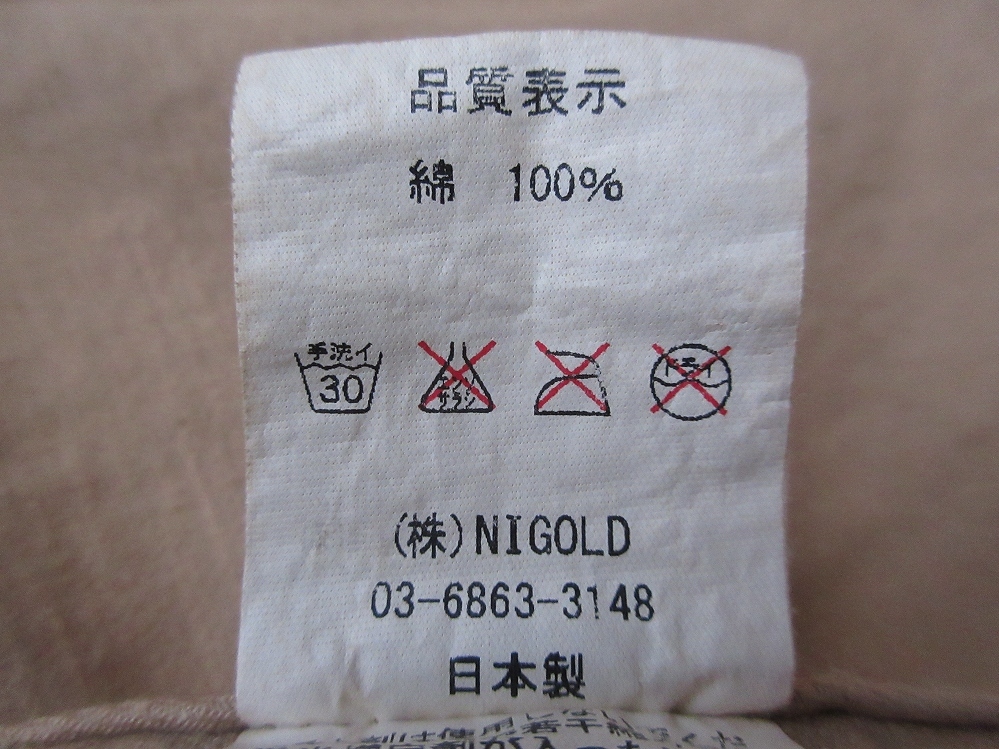 品質表示
綿 100%
手洗イ 30 エンソサラシ ドライ
(株)NIGOLD
03-6863-3148
日本製